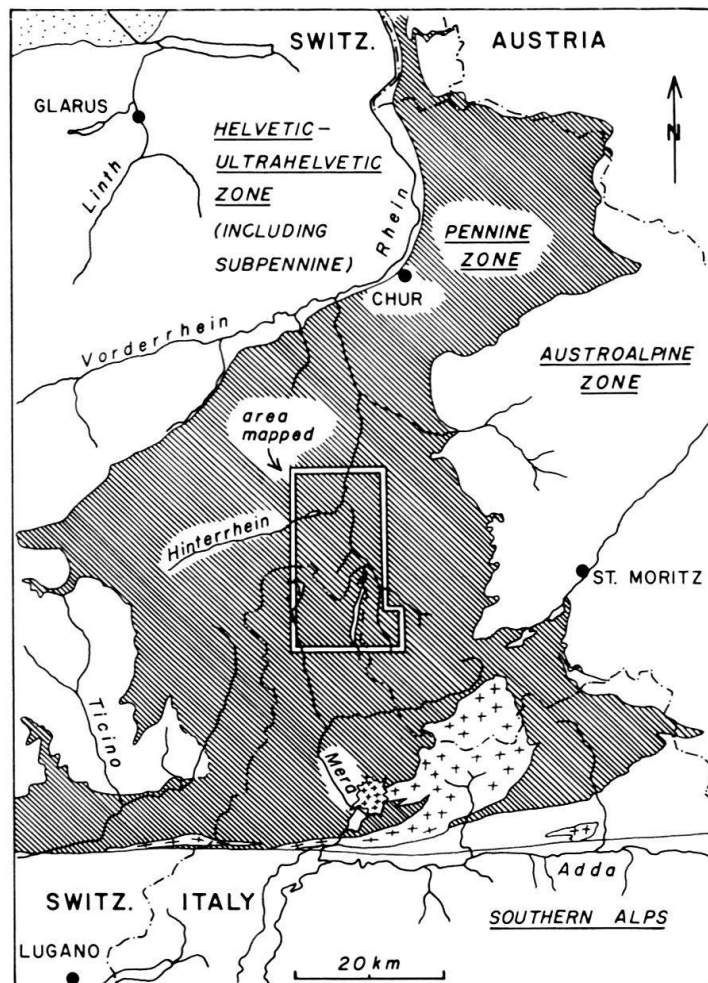 SWITZ.
AUSTRIA
GLARUS
HELVETIC–
ULTRAHELVETIC
ZONE
(INCLUDING
SUBPENNINE)
Linth
Rhein
N
PENNINE
ZONE
CHUR
Vorderrhein
AUSTROALPINE
ZONE
area
mapped
Hinterrhein
ST. MORITZ
Ticino
Mera
Adda
SWITZ.
ITALY
SOUTHERN ALPS
LUGANO
20 km